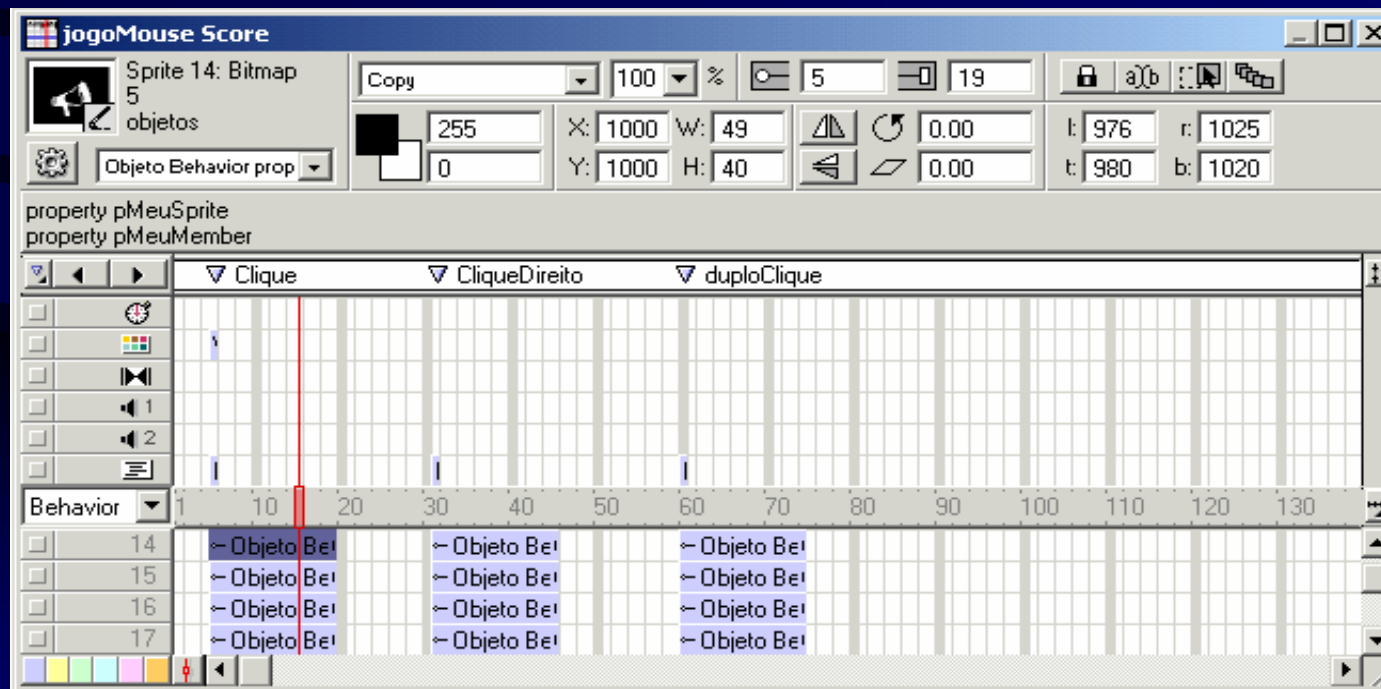 jogoMouse Score
Sprite 14: Bitmap
5
objetos
Objeto Behavior prop
Copy 100 % 5 19 a b
255 X: 1000 W: 49 0.00 l: 976 r: 1025
0 Y: 1000 H: 40 0.00 t: 980 b: 1020
property pMeuSprite
property pMeuMember
Clique CliqueDireito duploClique
1
2
Behavior 1 10 20 30 40 50 60 70 80 90 100 110 120 130
14 Objeto Be Objeto Be Objeto Be
15 Objeto Be Objeto Be Objeto Be
16 Objeto Be Objeto Be Objeto Be
17 Objeto Be Objeto Be Objeto Be